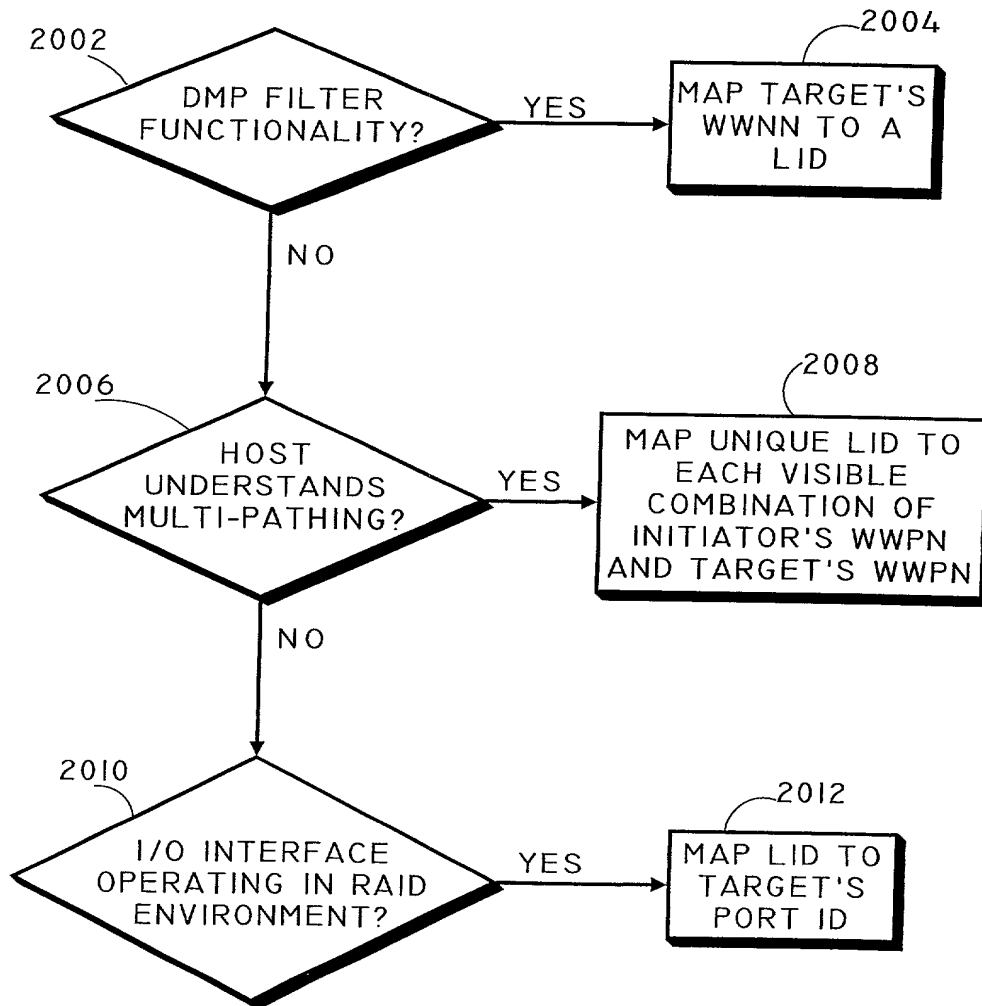 2002
DMP FILTER
FUNCTIONALITY?
YES
2004
MAP TARGET'S
WWNN TO A
LID
NO
2006
HOST
UNDERSTANDS
MULTI-PATHING?
YES
2008
MAP UNIQUE LID TO
EACH VISIBLE
COMBINATION OF
INITIATOR'S WWPN
AND TARGET'S WWPN
NO
2010
I/O INTERFACE
OPERATING IN RAID
ENVIRONMENT?
YES
2012
MAP LID TO
TARGET'S
PORT ID